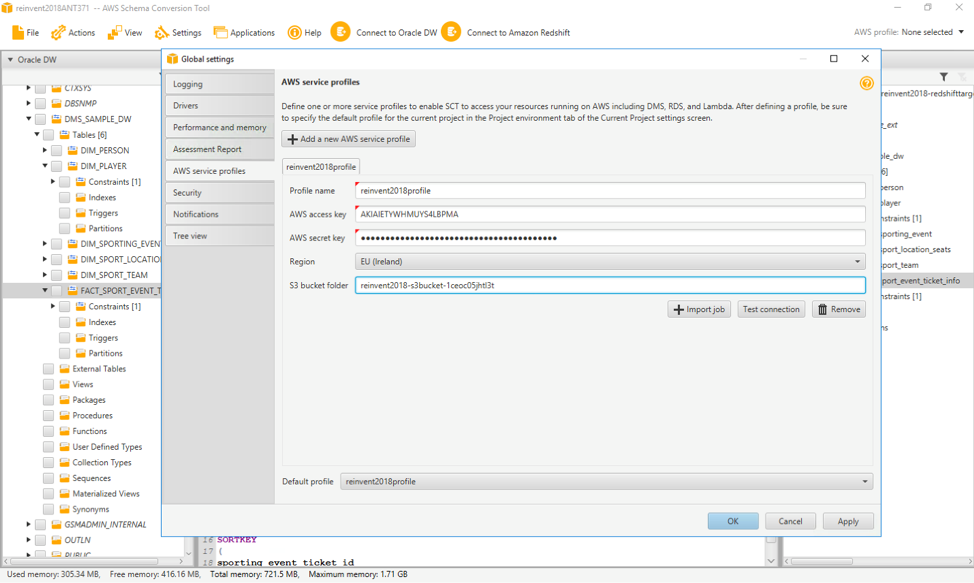 reinvent2018ANT371 -- AWS Schema Conversion Tool
File Actions View Settings Applications Help Connect to Oracle DW Connect to Amazon Redshift AWS profile: None selected
Oracle DW
CTXSYS
DBSNMP
DMS_SAMPLE_DW
Tables [6]
DIM_PERSON
DIM_PLAYER
Constraints [1]
Indexes
Triggers
Partitions
DIM_SPORTING_EVENT
DIM_SPORT_LOCATIO
DIM_SPORT_TEAM
FACT_SPORT_EVENT_T
Constraints [1]
Indexes
Triggers
Partitions
External Tables
Views
Packages
Procedures
Functions
User Defined Types
Collection Types
Sequences
Materialized Views
Synonyms
GSMADMIN_INTERNAL
OUTLN
PUBLIC
Global settings
Logging
Drivers
Performance and memory
Assessment Report
AWS service profiles
Security
Notifications
Tree view
AWS service profiles
Define one or more service profiles to enable SCT to access your resources running on AWS including DMS, RDS, and Lambda. After defining a profile, be sure
to specify the default profile for the current project in the Project environment tab of the Current Project settings screen.
Add a new AWS service profile
reinvent2018profile
Profile name reinvent2018profile
AWS access key AKIAIETYWHMUYS4LBPMA
AWS secret key
Region EU (Ireland)
S3 bucket folder reinvent2018-s3bucket-1ceoc05jhtl3t
Import job Test connection Remove
Default profile reinvent2018profile
OK Cancel Apply
reinvent2018-redshifttarg
t_ext
ple_dw
6]
person
player
nstraints [1]
sporting_event
sport_location_seats
sport_team
port_event_ticket_info
nstraints [1]
ns
16 SORTKEY
17 (
18 sporting_event_ticket_id
Used memory: 305.34 MB, Free memory: 416.16 MB, Total memory: 721.5 MB, Maximum memory: 1.71 GB